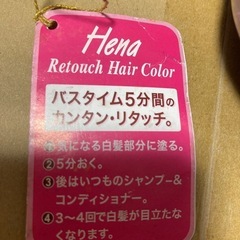 Hena
Retouch Hair Color
バスタイム5分間の
カンタン・リタッチ。
①気になる白髪部分に塗る。
②5分おく。
③後はいつものシャンプー&
コンディショナー。
④3〜4回で白髪が目立たな
くなります。